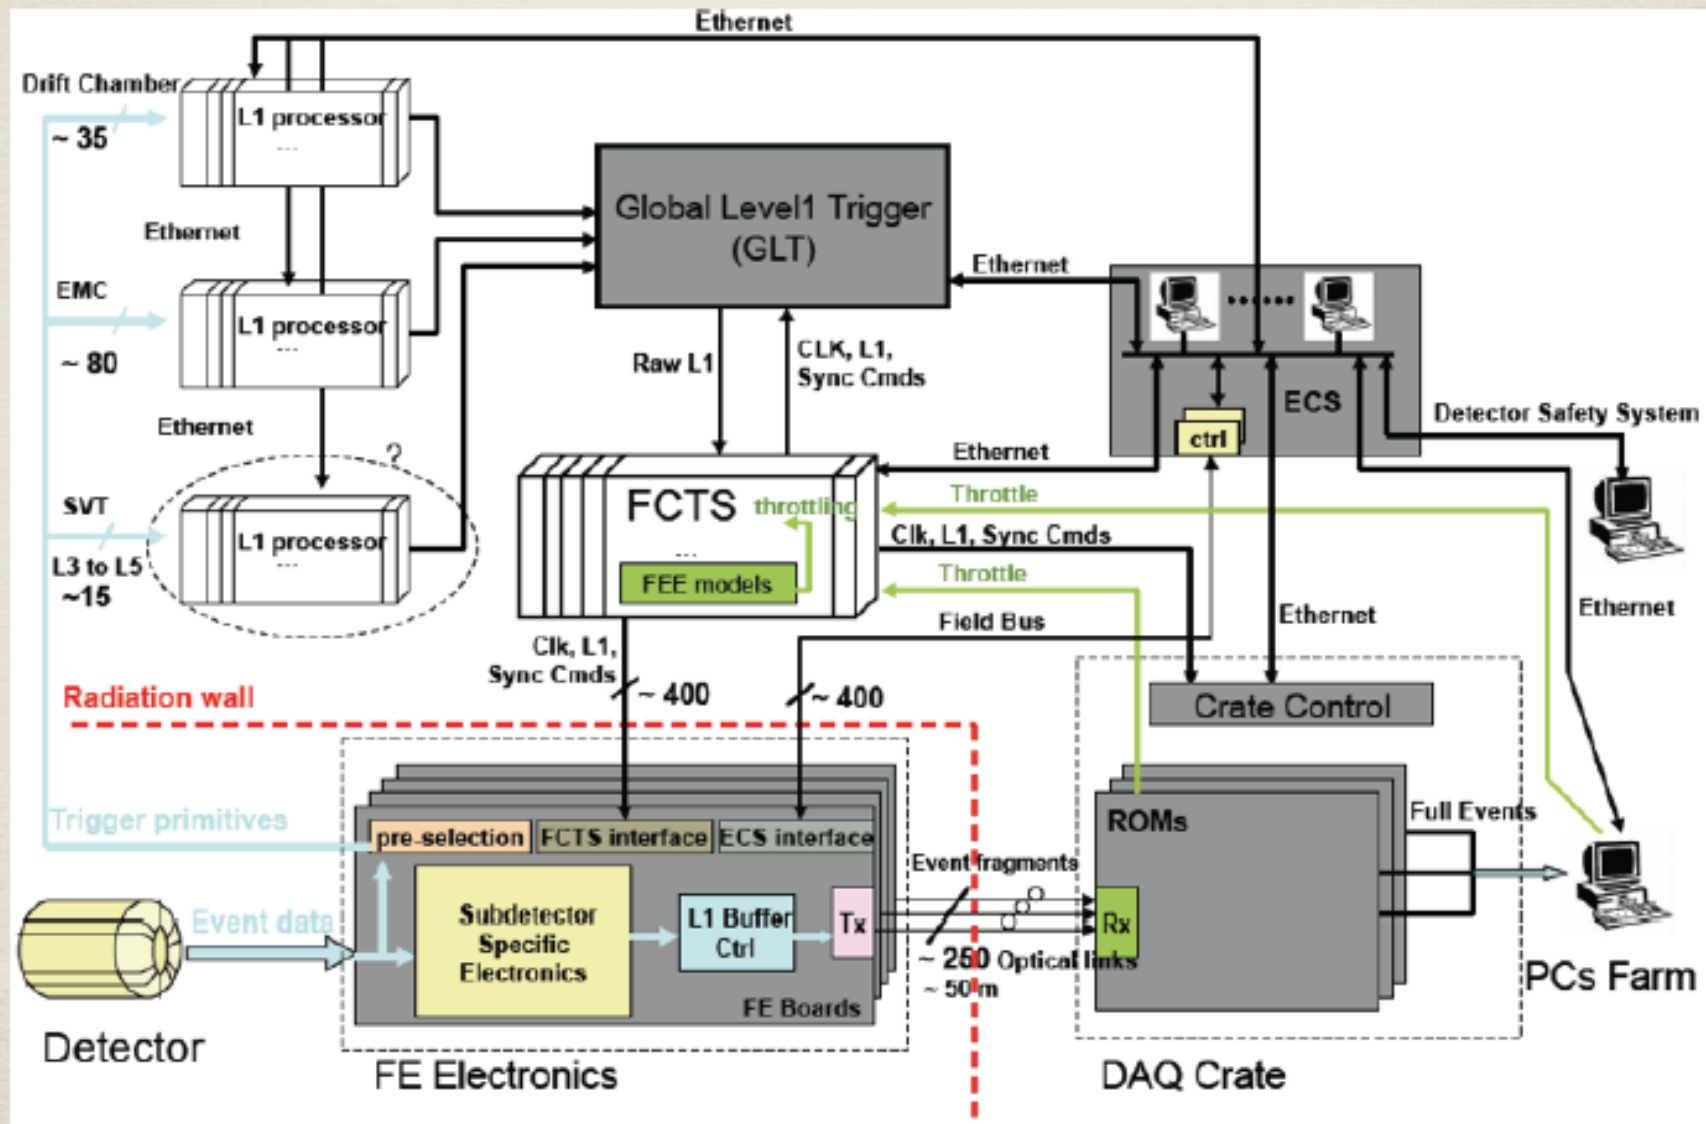 Ethernet
Drift Chamber
L1 processor
...
~ 35
Ethernet
Global Level1 Trigger
(GLT)
EMC
L1 processor
...
~ 80
Ethernet
Raw L1
CLK, L1,
Sync Cmds
Ethernet
......
ECS
ctrl
Detector Safety System
Ethernet
?
SVT
L1 processor
...
L3 to L5
~15
FCTS
throttling
...
FEE models
Throttle
Clk, L1, Sync Cmds
Throttle
Field Bus
Ethernet
Ethernet
Clk, L1,
Sync Cmds
~ 400
~ 400
Radiation wall
Crate Control
Trigger primitives
pre-selection
FCTS interface
ECS interface
ROMs
Full Events
Event fragments
Event data
Subdetector
Specific
Electronics
L1 Buffer
Ctrl
Tx
Rx
~ 250 Optical links
~ 50 m
FE Boards
PCs Farm
Detector
FE Electronics
DAQ Crate